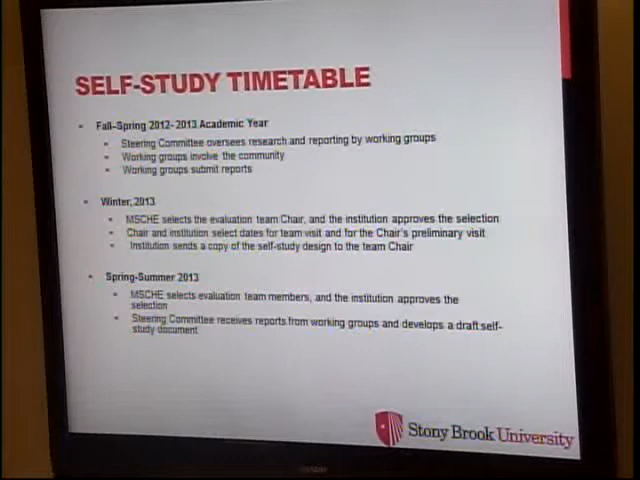 SELF-STUDY TIMETABLE
Fall-Spring 2012- 2013 Academic Year
Steering Committee oversees research and reporting by working groups
Working groups involve the community
Working groups submit reports
Winter, 2013
MSCHE selects the evaluation team Chair, and the institution approves the selection
Chair and institution select dates for team visit and for the Chair's preliminary visit
Institution sends a copy of the self-study design to the team Chair
Spring-Summer 2013
MSCHE selects evaluation team members, and the institution approves the
selection
Steering Committee receives reports from working groups and develops a draft self-
study document
Stony Brook University